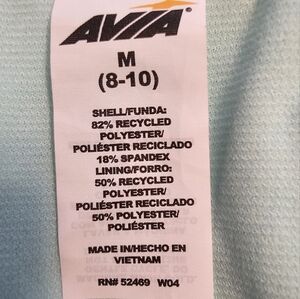 AVIA
M
(8-10)
SHELL/FUNDA:
82% RECYCLED
POLYESTER/
POLIÉSTER RECICLADO
18% SPANDEX
LINING/FORRO:
50% RECYCLED
POLYESTER/
POLIÉSTER RECICLADO
50% POLYESTER/
POLIÉSTER
MADE IN/HECHO EN
VIETNAM
RN# 52469 W04